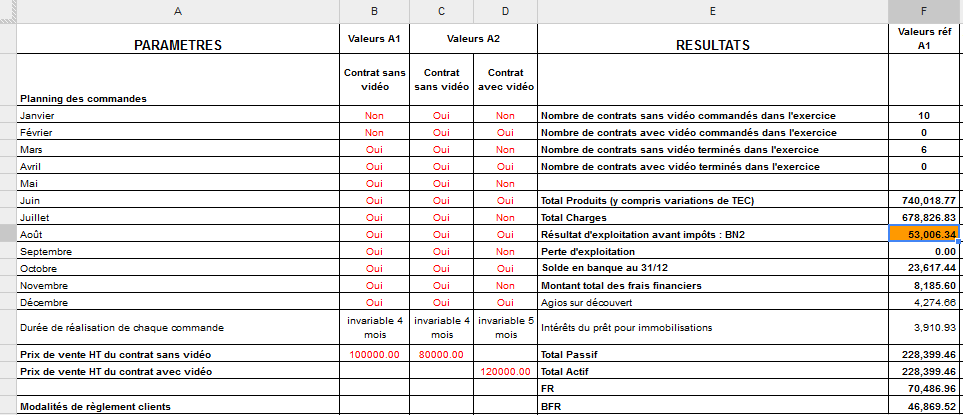 A B C D E F
PARAMETRES Valeurs A1 Valeurs A2 RESULTATS Valeurs réf A1
Planning des commandes Contrat sans vidéo Contrat sans vidéo Contrat avec vidéo
Janvier Non Oui Non Nombre de contrats sans vidéo commandés dans l'exercice 10
Février Non Oui Oui Nombre de contrats avec vidéo commandés dans l'exercice 0
Mars Oui Oui Non Nombre de contrats sans vidéo terminés dans l'exercice 6
Avril Oui Oui Oui Nombre de contrats avec vidéo terminés dans l'exercice 0
Mai Oui Oui Non
Juin Oui Oui Oui Total Produits (y compris variations de TEC) 740,018.77
Juillet Oui Oui Non Total Charges 678,826.83
Août Oui Oui Oui Résultat d'exploitation avant impôts : BN2 53,006.34
Septembre Oui Oui Non Perte d'exploitation 0.00
Octobre Oui Oui Oui Solde en banque au 31/12 23,617.44
Novembre Oui Oui Non Montant total des frais financiers 8,185.60
Décembre Oui Oui Oui Agios sur découvert 4,274.66
Durée de réalisation de chaque commande invariable 4 mois invariable 4 mois invariable 5 mois Intérêts du prêt pour immobilisations 3,910.93
Prix de vente HT du contrat sans vidéo 100000.00 80000.00 Total Passif 228,399.46
Prix de vente HT du contrat avec vidéo 120000.00 Total Actif 228,399.46
FR 70,486.96
Modalités de règlement clients BFR 46,869.52